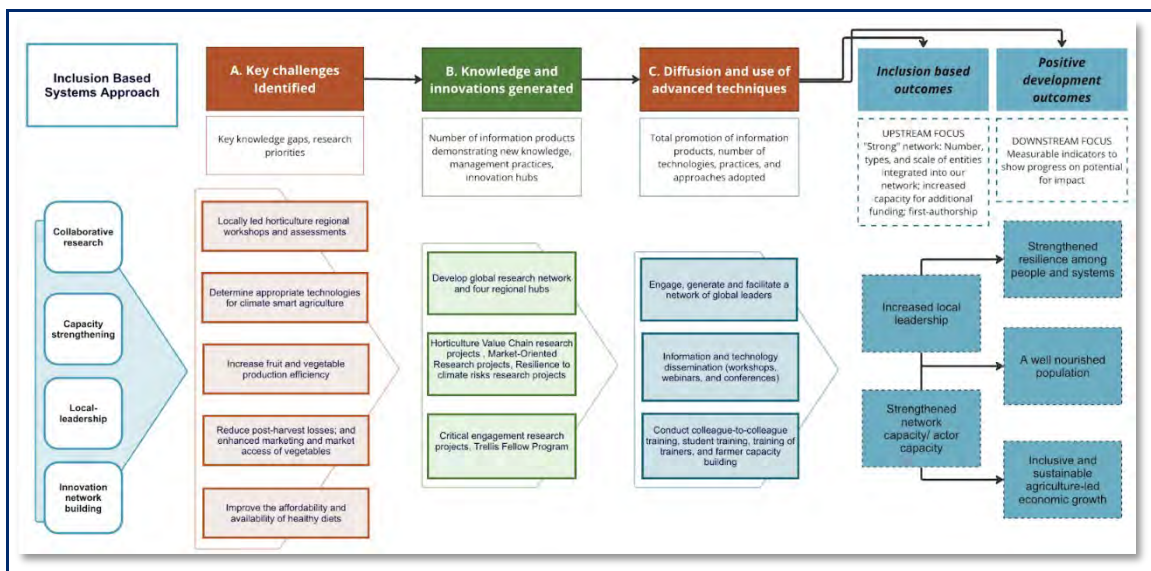 Inclusion Based
Systems Approach
A. Key challenges
Identified
B. Knowledge and
innovations generated
C. Diffusion and use of
advanced techniques
Inclusion based
outcomes
Positive
development
outcomes
Key knowledge gaps, research
priorities
Number of information products
demonstrating new knowledge,
management practices,
innovation hubs
Total promotion of information
products, number of
technologies, practices, and
approaches adopted
UPSTREAM FOCUS
"Strong" network: Number,
types, and scale of entities
integrated into our
network; increased
capacity for additional
funding; first-authorship
DOWNSTREAM FOCUS
Measurable indicators to
show progress on potential
for impact
Collaborative
research
Capacity
strengthening
Local-
leadership
Innovation
network
building
Locally led horticulture regional
workshops and assessments
Determine appropriate technologies
for climate smart agriculture
Increase fruit and vegetable
production efficiency
Reduce post-harvest losses; and
enhanced marketing and market
access of vegetables
Improve the affordability and
availability of healthy diets
Develop global research network
and four regional hubs
Horticulture Value Chain research
projects , Market-Oriented
Research projects, Resilience to
climate risks research projects
Critical engagement research
projects, Trellis Fellow Program
Engage, generate and facilitate a
network of global leaders
Information and technology
dissemination (workshops,
webinars, and conferences)
Conduct colleague-to-colleague
training, student training, training of
trainers, and farmer capacity
building
Increased local
leadership
Strengthened
network
capacity/ actor
capacity
Strengthened
resilience among
people and systems
A well nourished
population
Inclusive and
sustainable
agriculture-led
economic growth